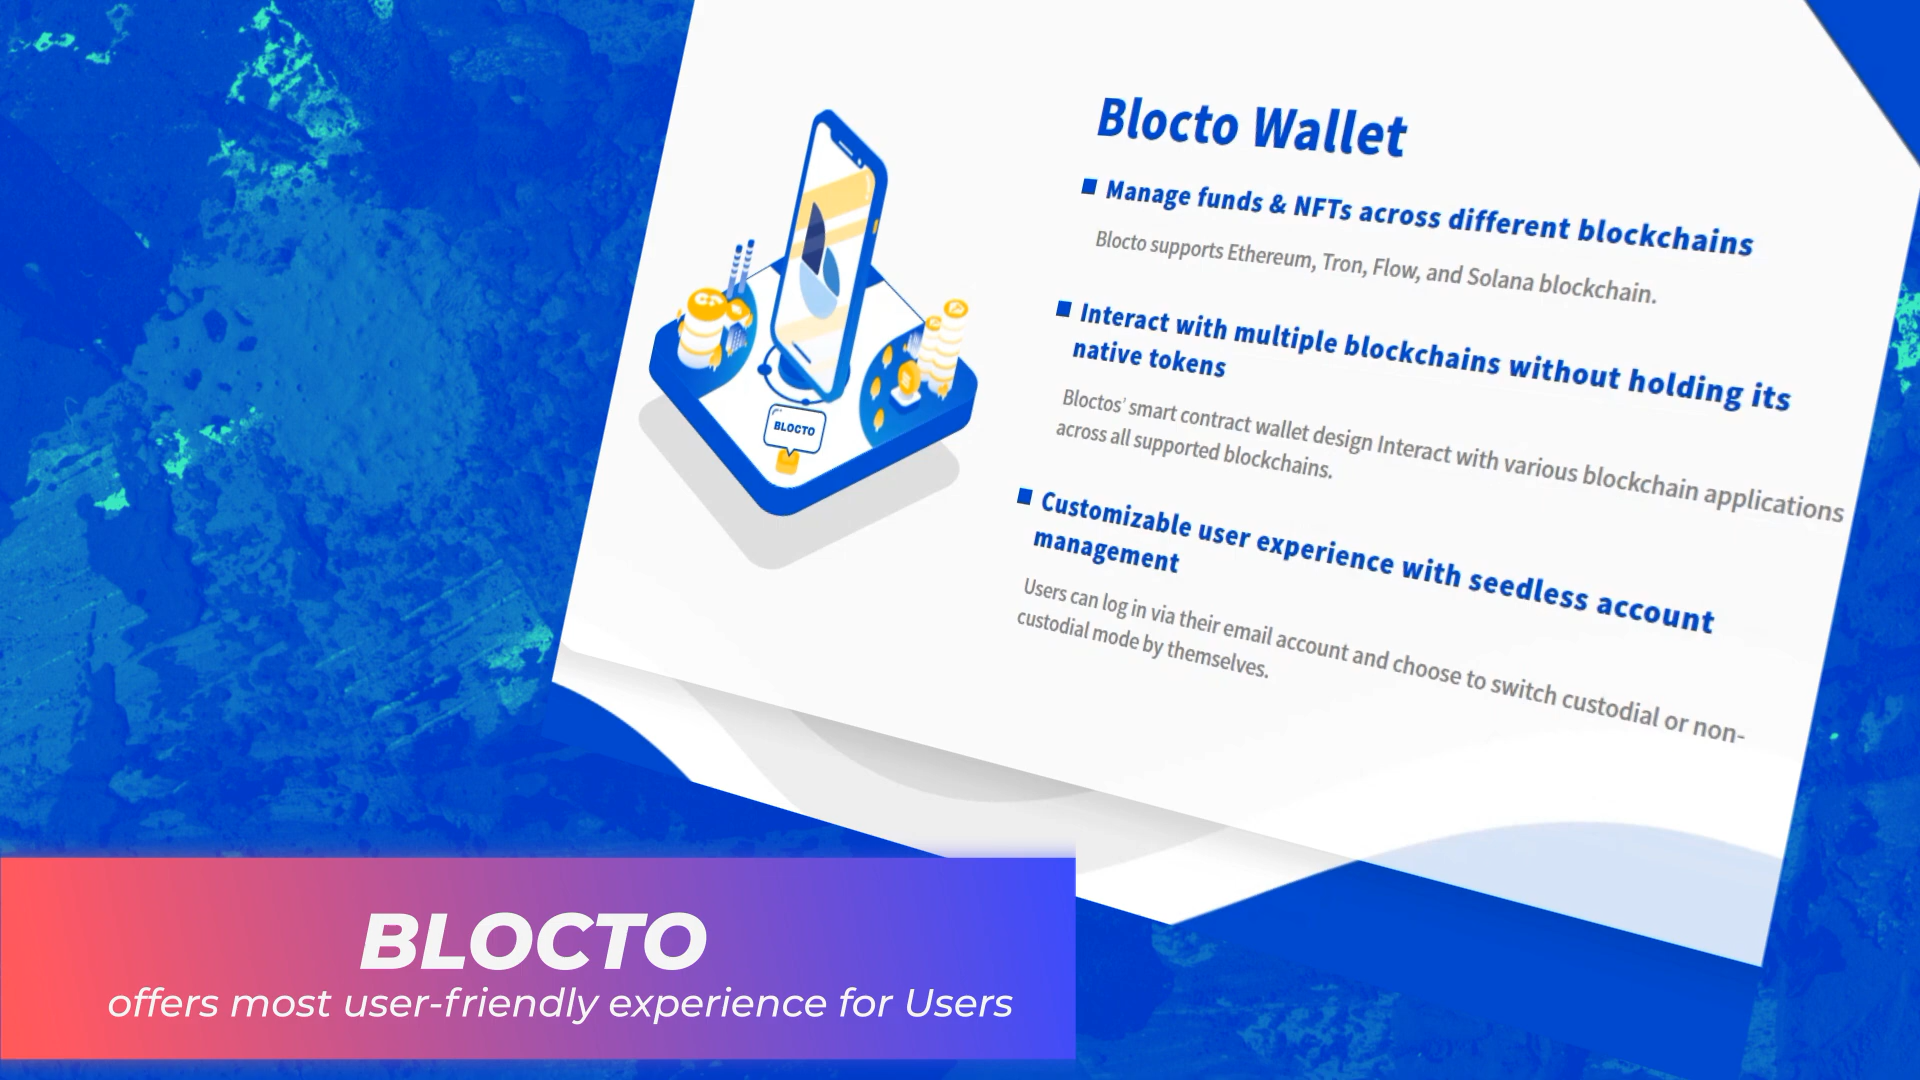 Blocto Wallet
Manage funds & NFTs across different blockchains
Blocto supports Ethereum, Tron, Flow, and Solana blockchain.
Interact with multiple blockchains without holding its
native tokens
Bloctos' smart contract wallet design Interact with various blockchain applications
across all supported blockchains.
Customizable user experience with seedless account
management
Users can log in via their email account and choose to switch custodial or non-
custodial mode by themselves.
BLOCTO
BLOCTO
offers most user-friendly experience for Users